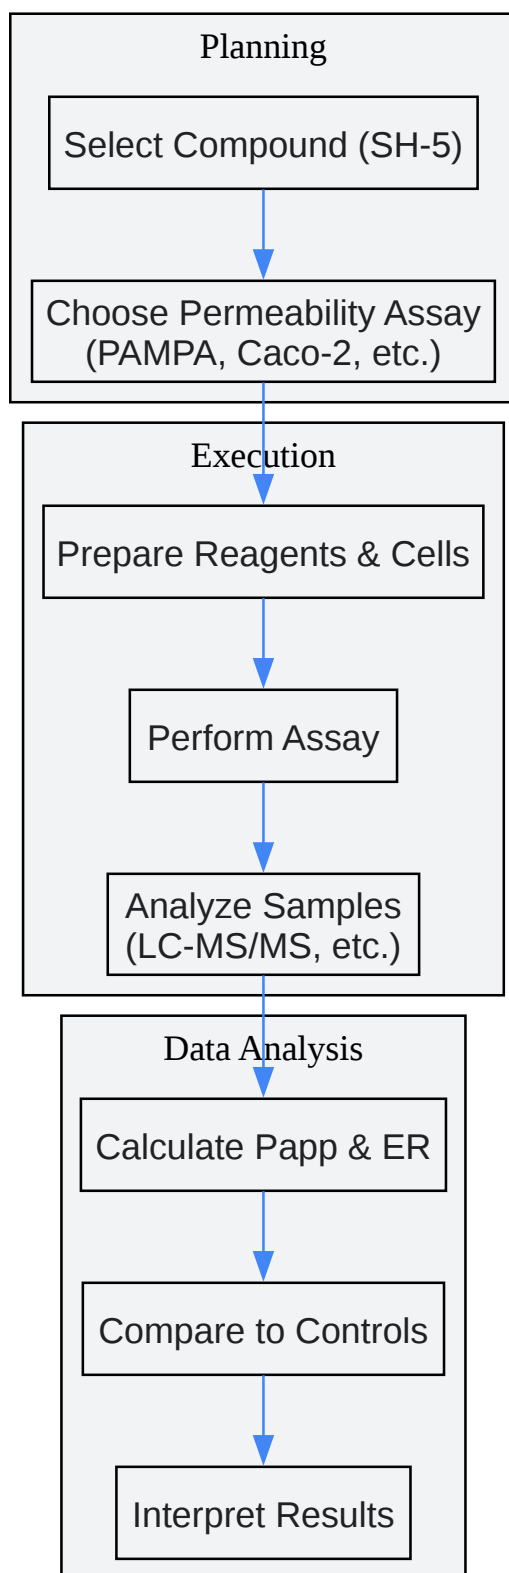 Planning
Select Compound (SH-5)
Choose Permeability Assay
(PAMPA, Caco-2, etc.)
Execution
Prepare Reagents & Cells
Perform Assay
Analyze Samples
(LC-MS/MS, etc.)
Data Analysis
Calculate Papp & ER
Compare to Controls
Interpret Results